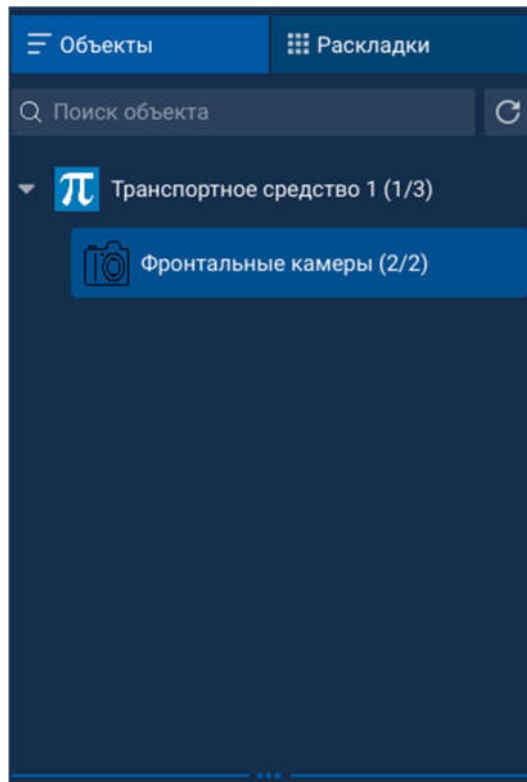 Объекты
Раскладки
Поиск объекта
π Транспортное средство 1 (1/3)
Фронтальные камеры (2/2)